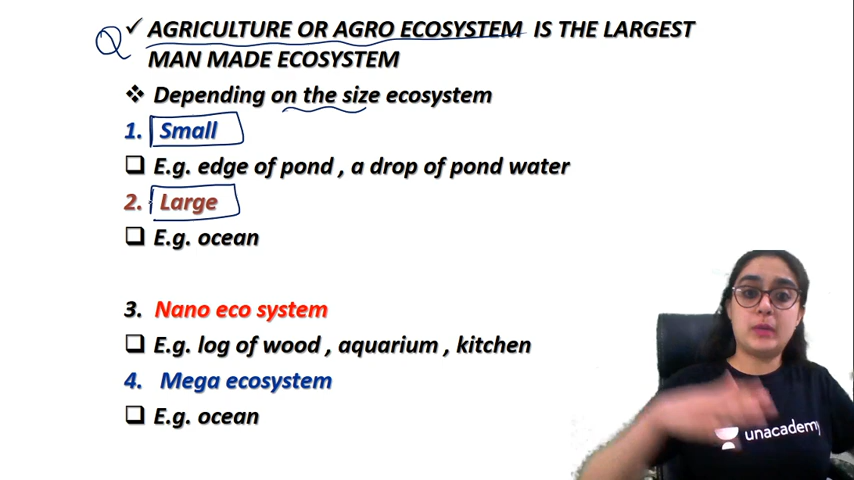 Q ✓ AGRICULTURE OR AGRO ECOSYSTEM IS THE LARGEST
MAN MADE ECOSYSTEM
❖ Depending on the size ecosystem
1. Small
❑ E.g. edge of pond , a drop of pond water
2. Large
❑ E.g. ocean
3. Nano eco system
❑ E.g. log of wood , aquarium , kitchen
4. Mega ecosystem
❑ E.g. ocean
unacademy